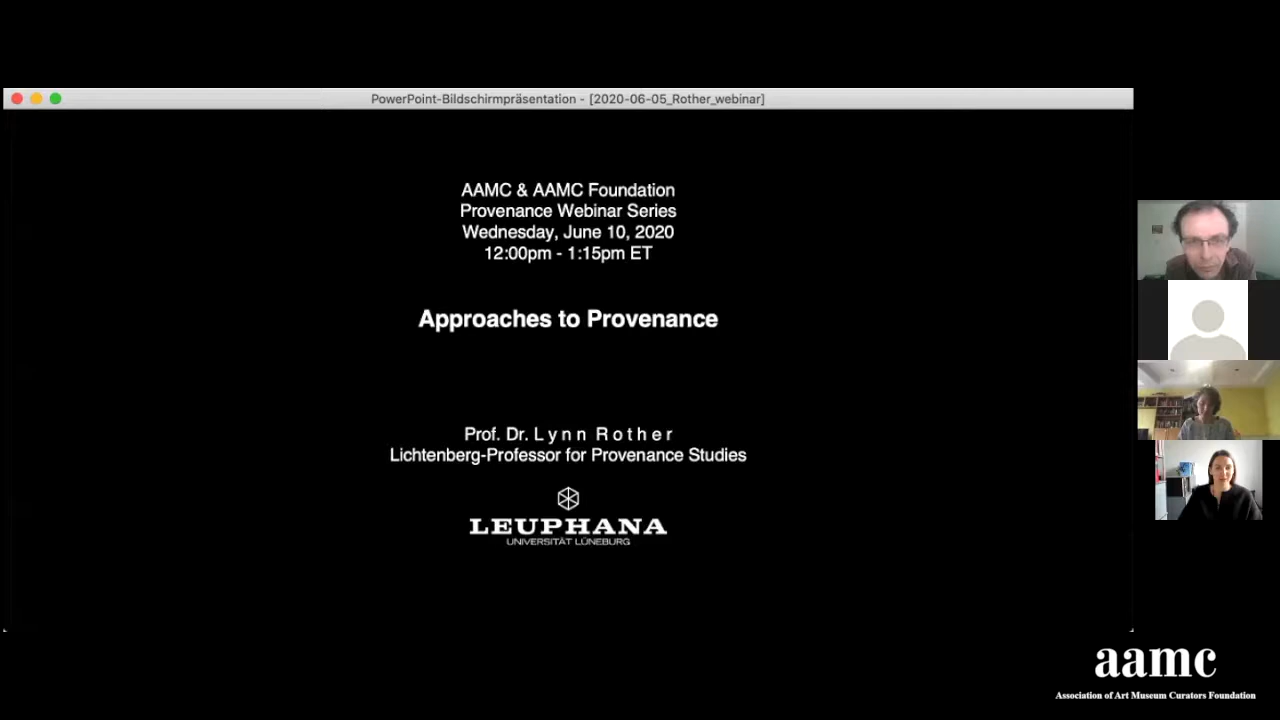 PowerPoint-Bildschirmpräsentation - [2020-06-05_Rother_webinar]
AAMC & AAMC Foundation
Provenance Webinar Series
Wednesday, June 10, 2020
12:00pm - 1:15pm ET
Approaches to Provenance
Prof. Dr. Lynn Rother
Lichtenberg-Professor for Provenance Studies
LEUPHANA
UNIVERSITÄT LÜNEBURG
aamc
Association of Art Museum Curators Foundation